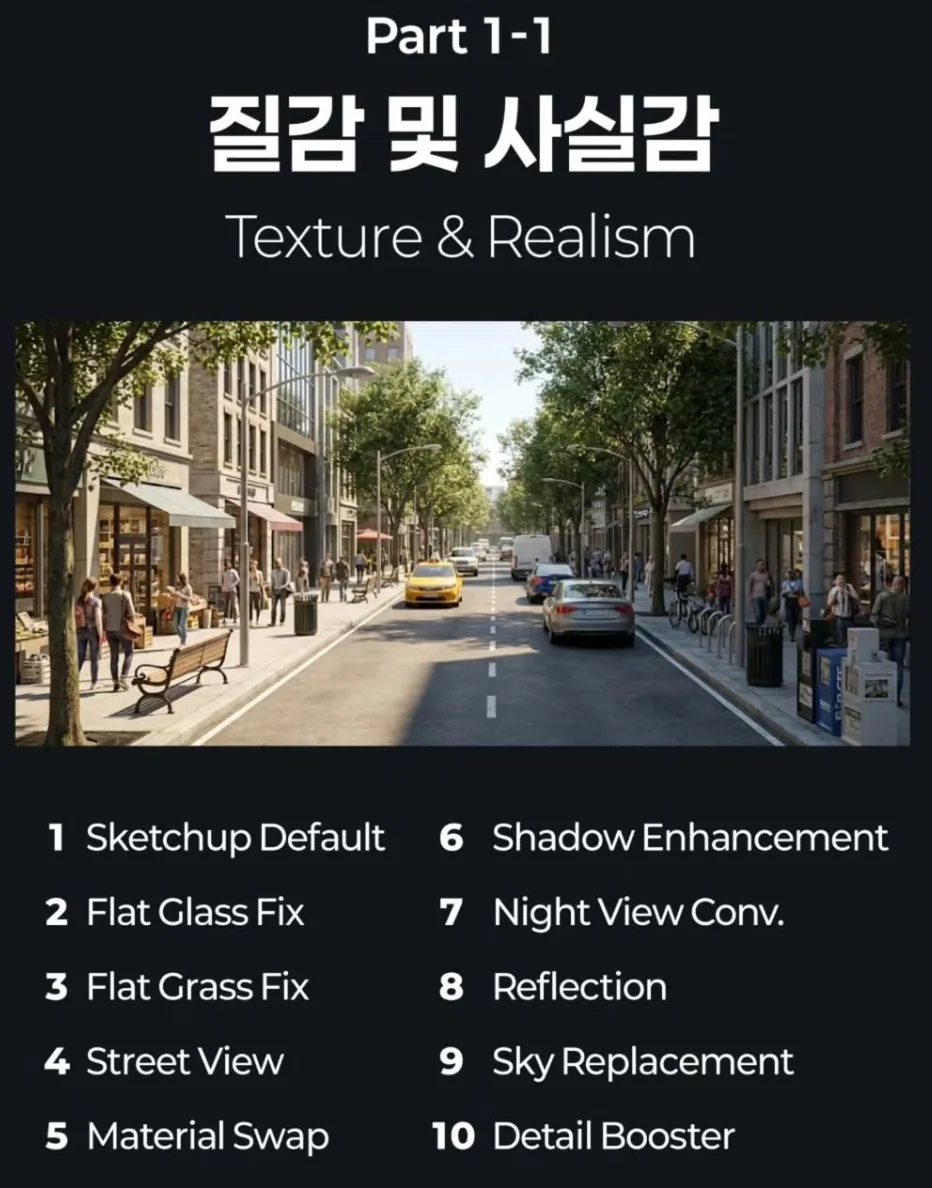 Part 1-1
질감 및 사실감
Texture & Realism
1 Sketchup Default
2 Flat Glass Fix
3 Flat Grass Fix
4 Street View
5 Material Swap
6 Shadow Enhancement
7 Night View Conv.
8 Reflection
9 Sky Replacement
10 Detail Booster